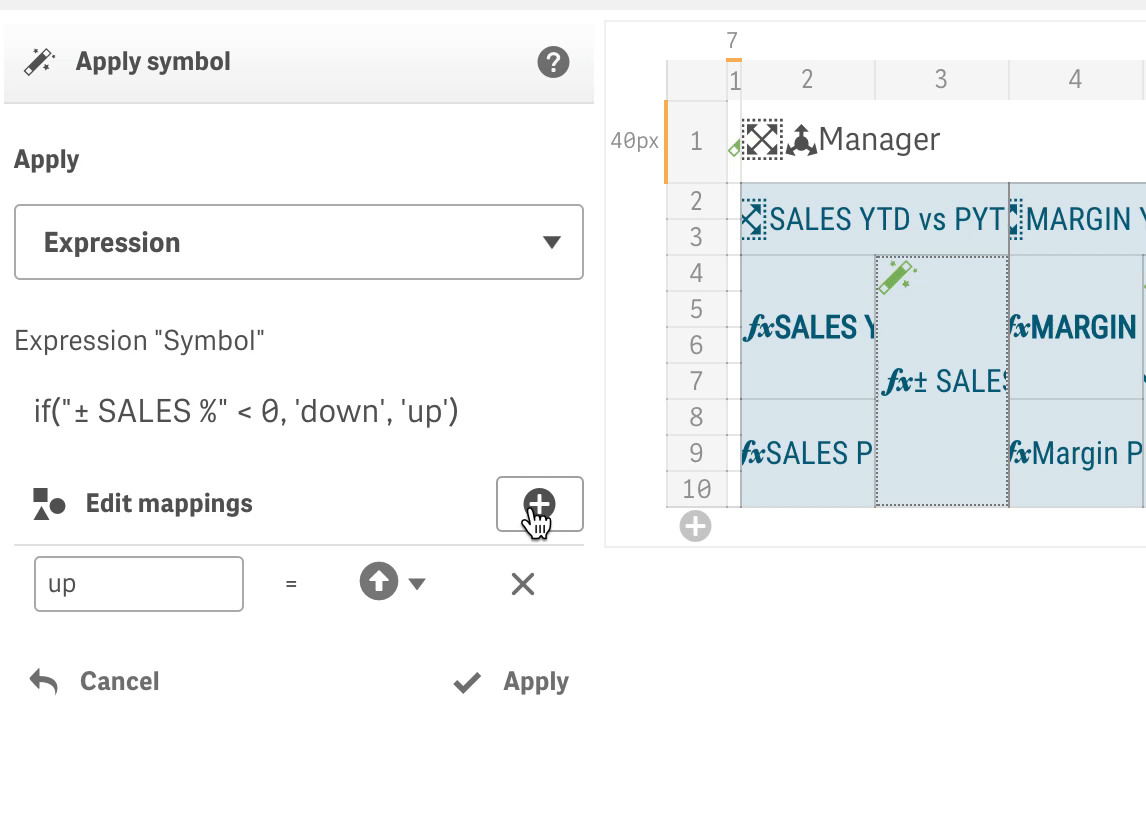 Apply symbol
?
Apply
Expression
Expression "Symbol"
if("± SALES %" < 0, 'down', 'up')
Edit mappings
up
=
Cancel
Apply
7
1 2 3 4
40px
1 Manager
2
SALES YTD vs PYT MARGIN
3
4
5
fxSALES fxMARGIN
6
7 fx± SALES
8
9 fxSALES P fxMargin P
10